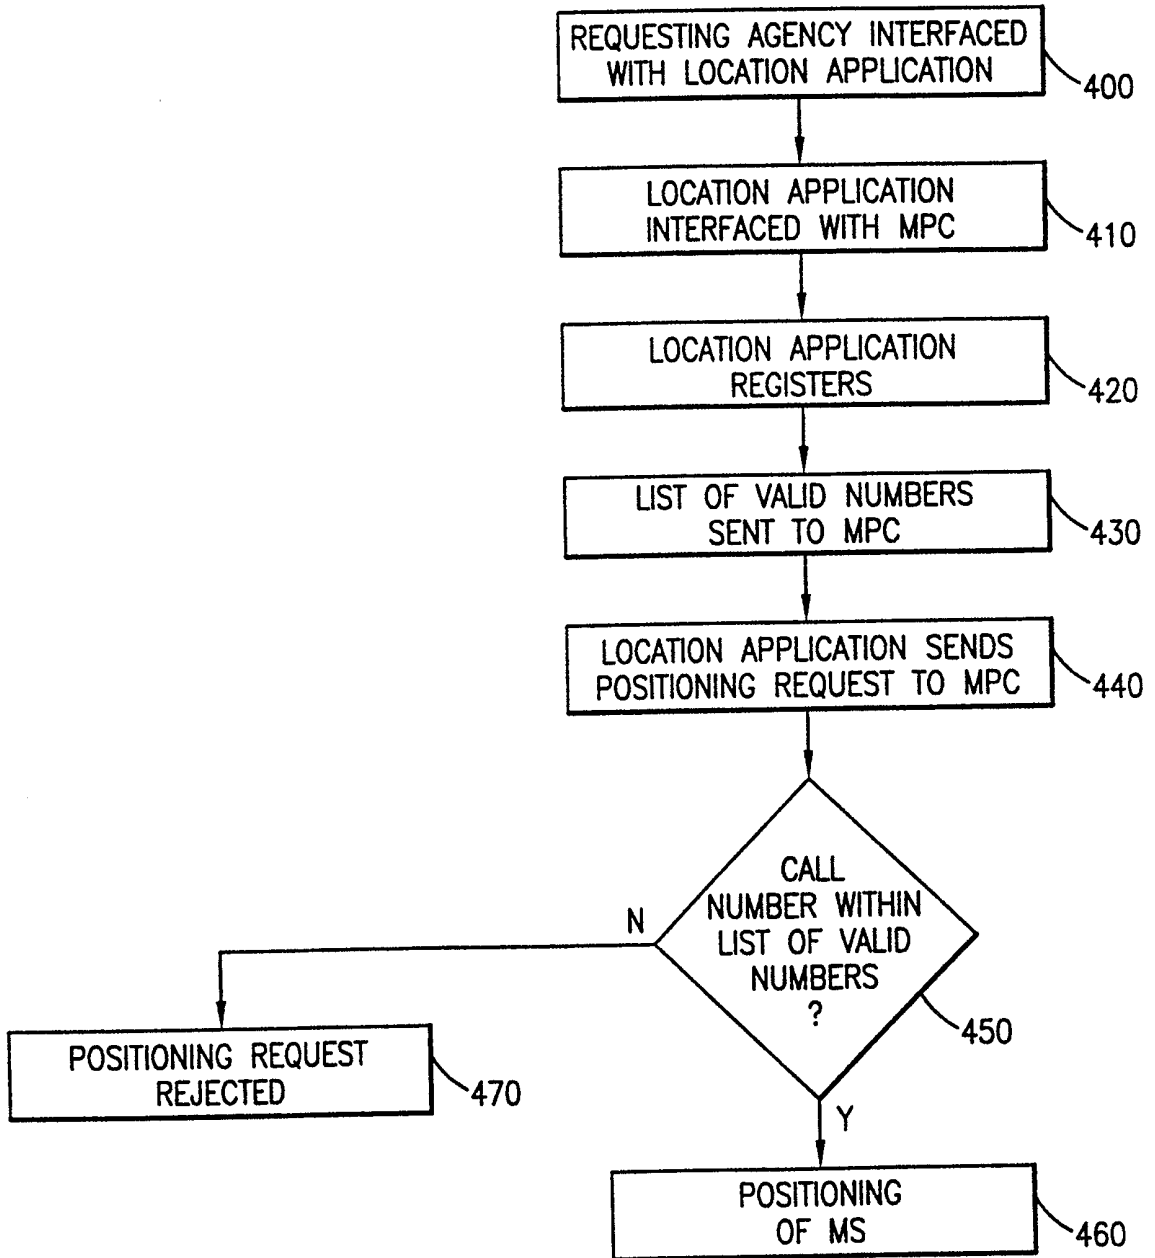 REQUESTING AGENCY INTERFACED
WITH LOCATION APPLICATION
400
LOCATION APPLICATION
INTERFACED WITH MPC
410
LOCATION APPLICATION
REGISTERS
420
LIST OF VALID NUMBERS
SENT TO MPC
430
LOCATION APPLICATION SENDS
POSITIONING REQUEST TO MPC
440
CALL
NUMBER WITHIN
LIST OF VALID
NUMBERS
?
450
N
POSITIONING REQUEST
REJECTED
470
Y
POSITIONING
OF MS
460